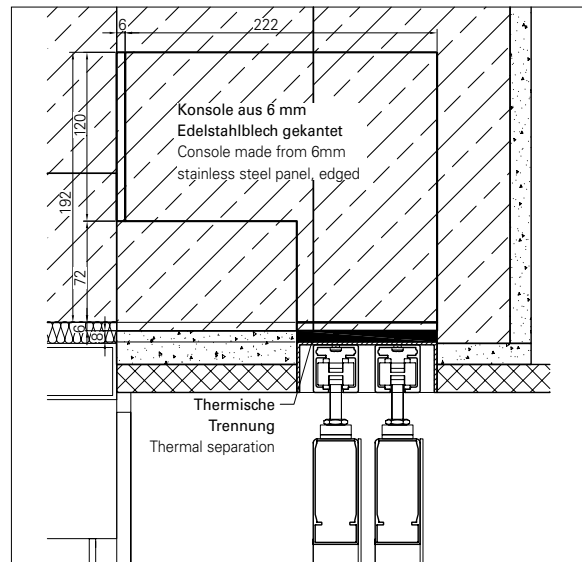 6 222
Konsole aus 6 mm
Edelstahlblech gekantet
Console made from 6mm
stainless steel panel, edged
120
192
72
6
8
Thermische
Trennung
Thermal separation